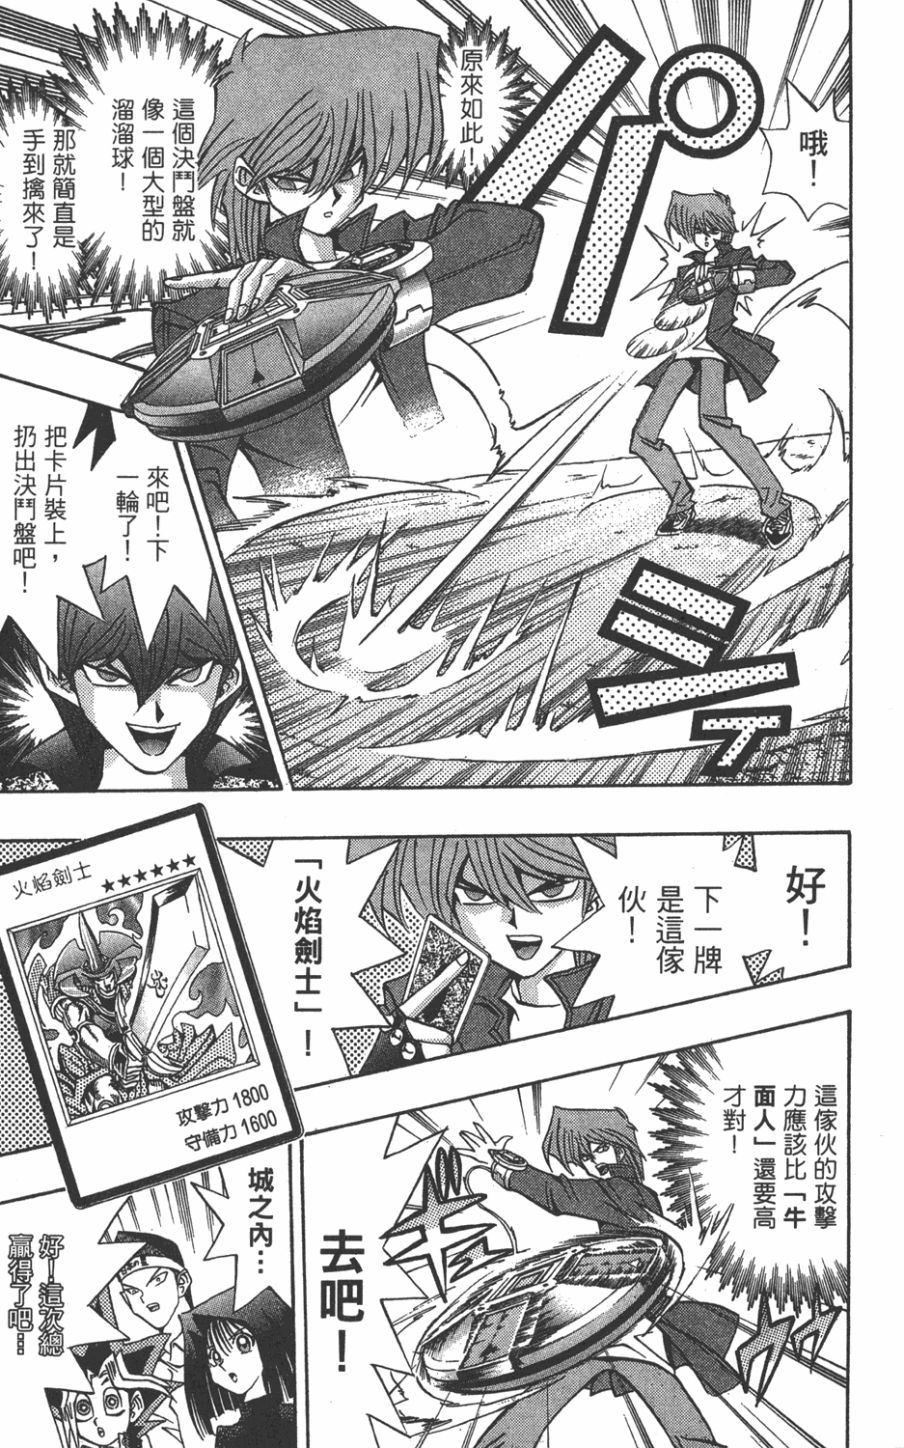 哦！
パシィ
原來如此！
這個決鬥盤就
像一個大型的
溜溜球！
那就簡直是
手到擒來了！
來吧！下
一輪了！
把卡片裝上，
扔出決鬥盤吧！
好！
下一牌
是這傢
伙！
「火焰劍士」！
火焰劍士
★★★★★★
攻擊力 1800
守備力 1600
這傢伙的攻擊
力應該比「牛
面人」還要高
才對！
去吧！
城之內…
好！這次總
贏得了吧…